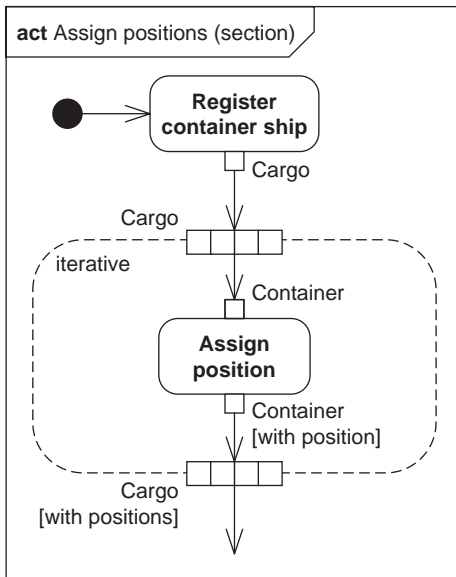 act Assign positions (section)
Register
container ship
Cargo
Cargo
iterative
Container
Assign
position
Container
[with position]
Cargo
[with positions]